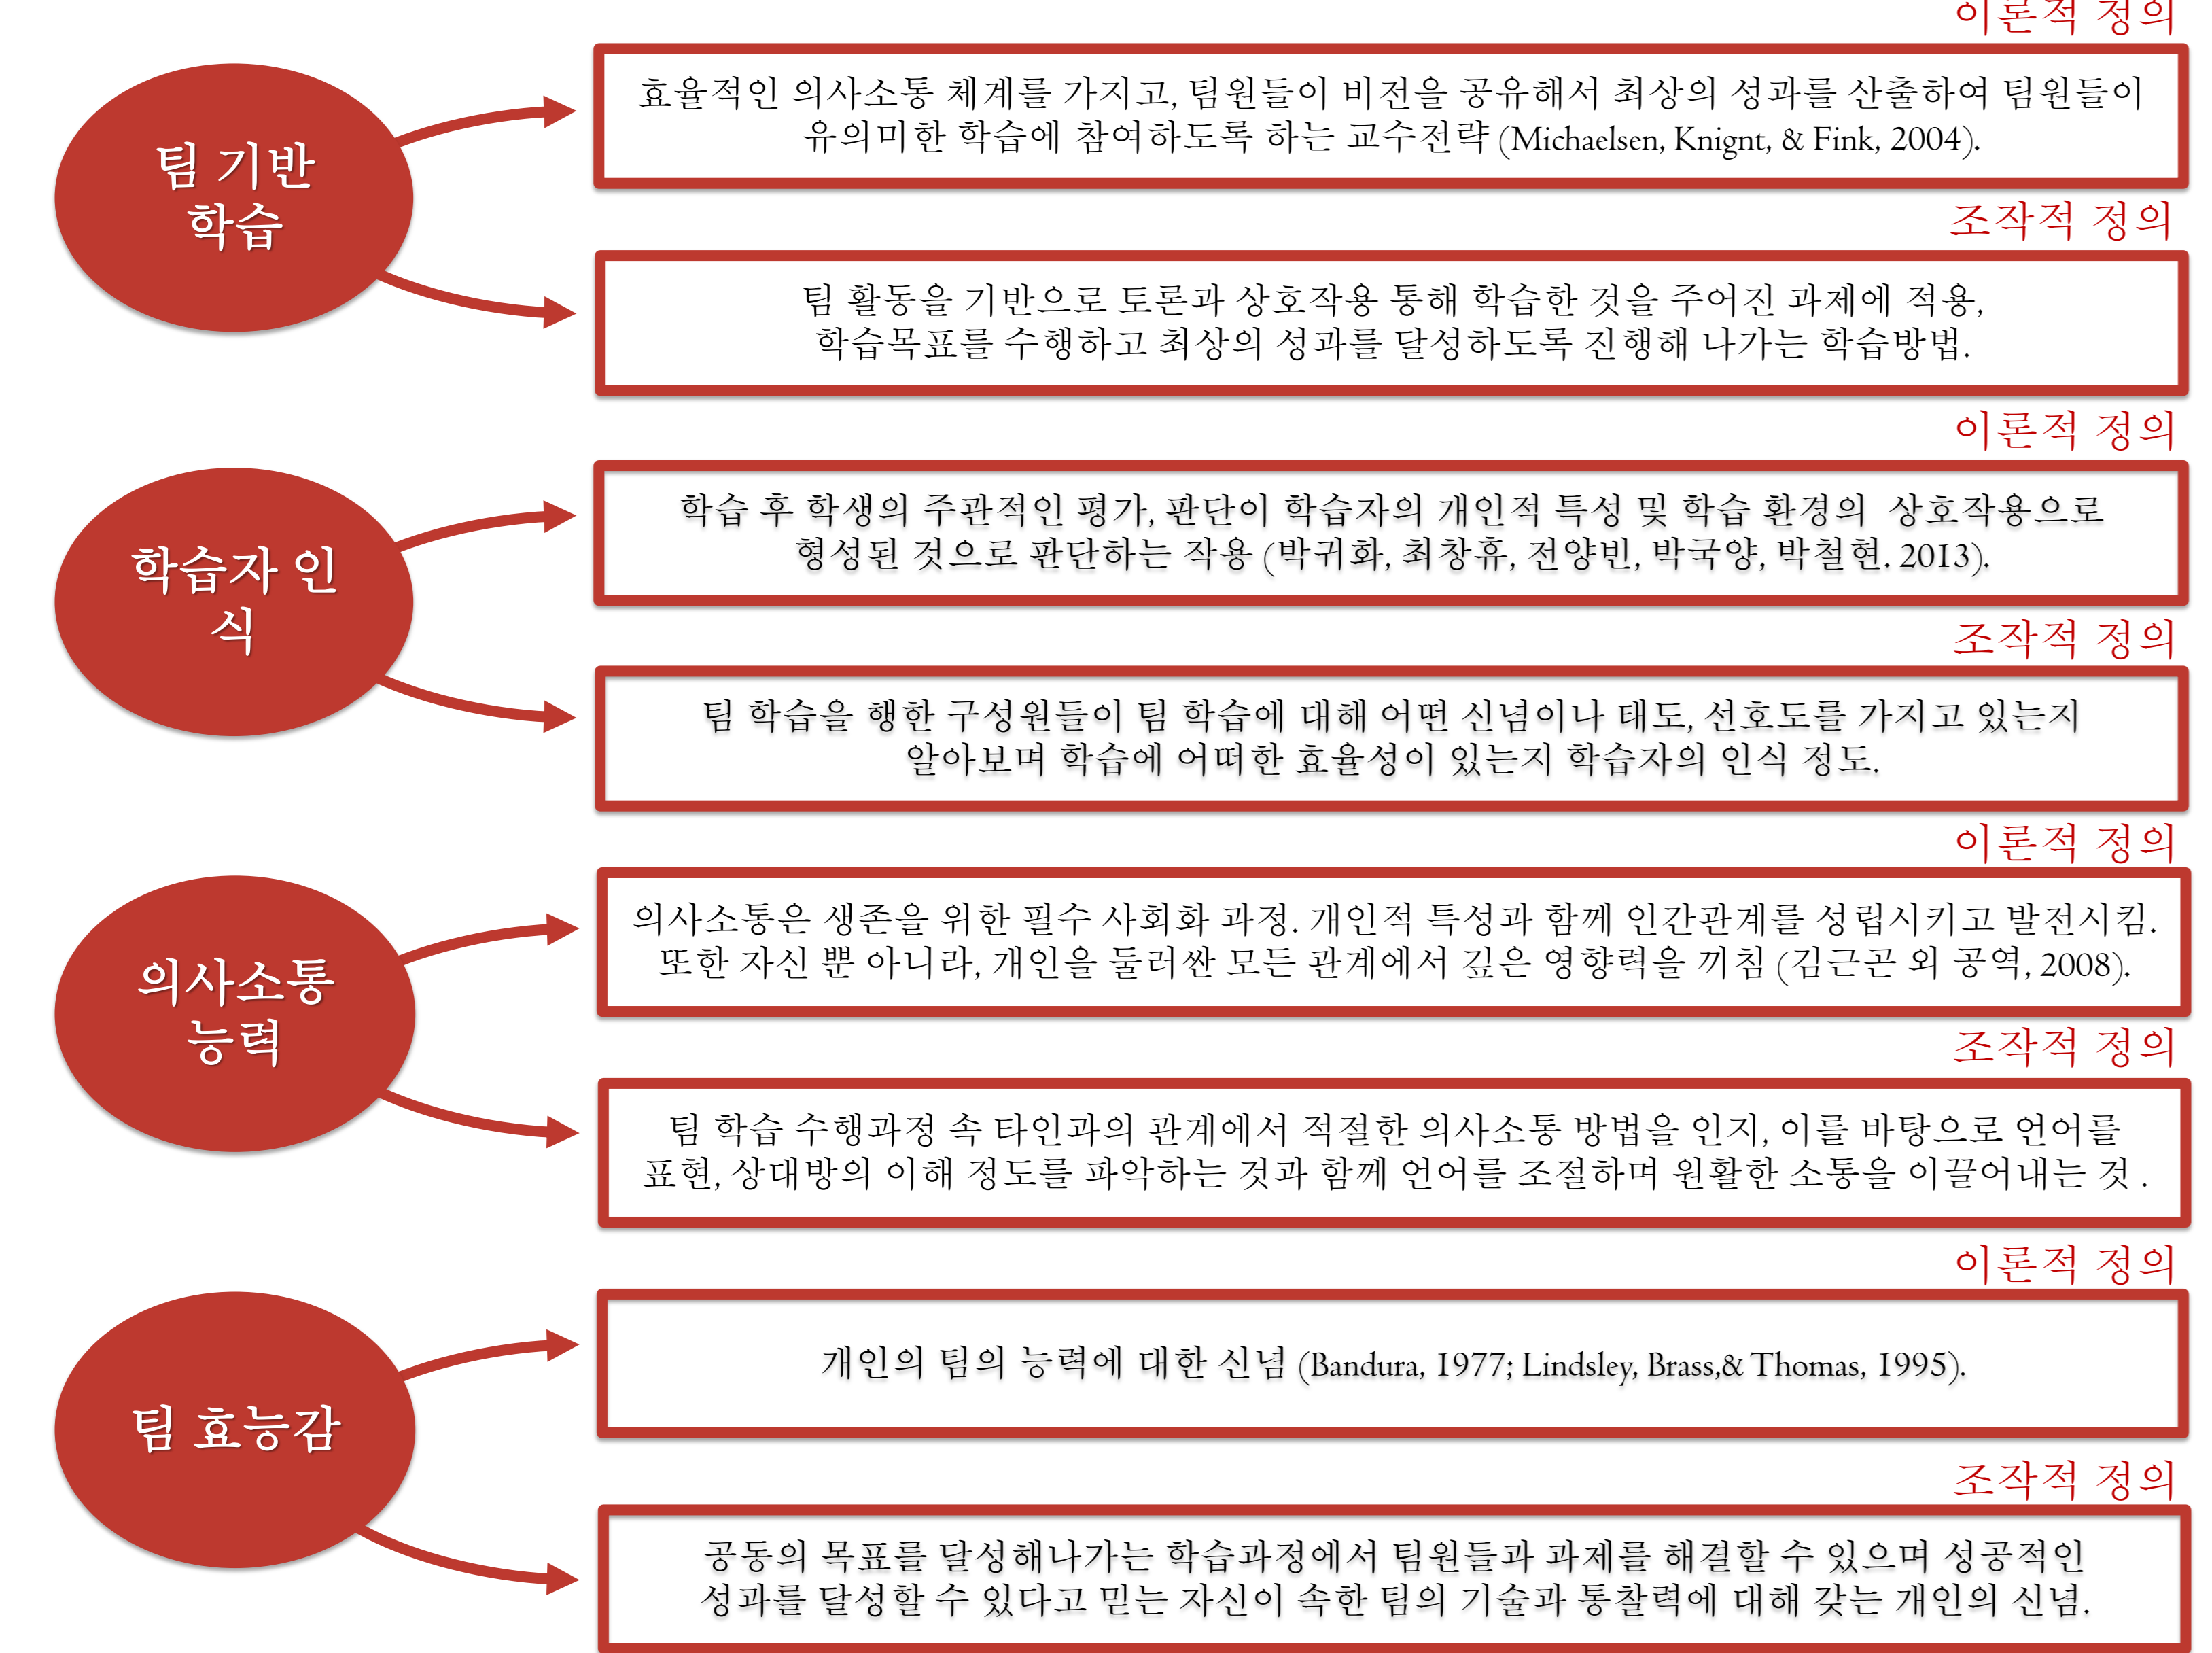 이론적 정의
팀 기반
학습
효율적인 의사소통 체계를 가지고, 팀원들이 비전을 공유해서 최상의 성과를 산출하여 팀원들이
유의미한 학습에 참여하도록 하는 교수전략 (Michaelsen, Knignt, & Fink, 2004).
조작적 정의
팀 활동을 기반으로 토론과 상호작용 통해 학습한 것을 주어진 과제에 적용,
학습목표를 수행하고 최상의 성과를 달성하도록 진행해 나가는 학습방법.
이론적 정의
학습자 인
식
학습 후 학생의 주관적인 평가, 판단이 학습자의 개인적 특성 및 학습 환경의 상호작용으로
형성된 것으로 판단하는 작용 (박귀화, 최창휴, 전양빈, 박국양, 박철현. 2013).
조작적 정의
팀 학습을 행한 구성원들이 팀 학습에 대해 어떤 신념이나 태도, 선호도를 가지고 있는지
알아보며 학습에 어떠한 효율성이 있는지 학습자의 인식 정도.
이론적 정의
의사소통
능력
의사소통은 생존을 위한 필수 사회화 과정. 개인적 특성과 함께 인간관계를 성립시키고 발전시킴.
또한 자신 뿐 아니라, 개인을 둘러싼 모든 관계에서 깊은 영향력을 끼침 (김근곤 외 공역, 2008).
조작적 정의
팀 학습 수행과정 속 타인과의 관계에서 적절한 의사소통 방법을 인지, 이를 바탕으로 언어를
표현, 상대방의 이해 정도를 파악하는 것과 함께 언어를 조절하며 원활한 소통을 이끌어내는 것 .
이론적 정의
팀 효능감
개인의 팀의 능력에 대한 신념 (Bandura, 1977; Lindsley, Brass,& Thomas, 1995).
조작적 정의
공동의 목표를 달성해나가는 학습과정에서 팀원들과 과제를 해결할 수 있으며 성공적인
성과를 달성할 수 있다고 믿는 자신이 속한 팀의 기술과 통찰력에 대해 갖는 개인의 신념.